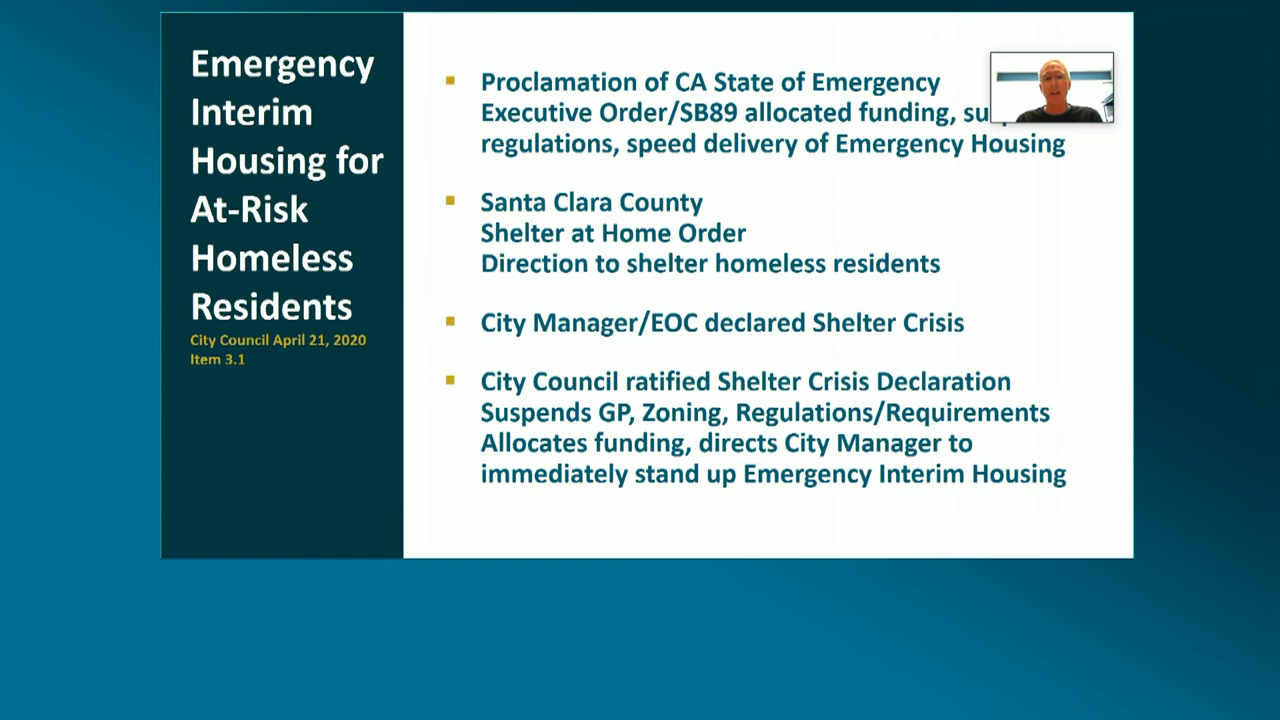 Emergency
Interim
Housing for
At-Risk
Homeless
Residents
City Council April 21, 2020
Item 3.1
Proclamation of CA State of Emergency
Executive Order/SB89 allocated funding,
regulations, speed delivery of Emergency Housing
Santa Clara County
Shelter at Home Order
Direction to shelter homeless residents
City Manager/EOC declared Shelter Crisis
City Council ratified Shelter Crisis Declaration
Suspends GP, Zoning, Regulations/Requirements
Allocates funding, directs City Manager to
immediately stand up Emergency Interim Housing